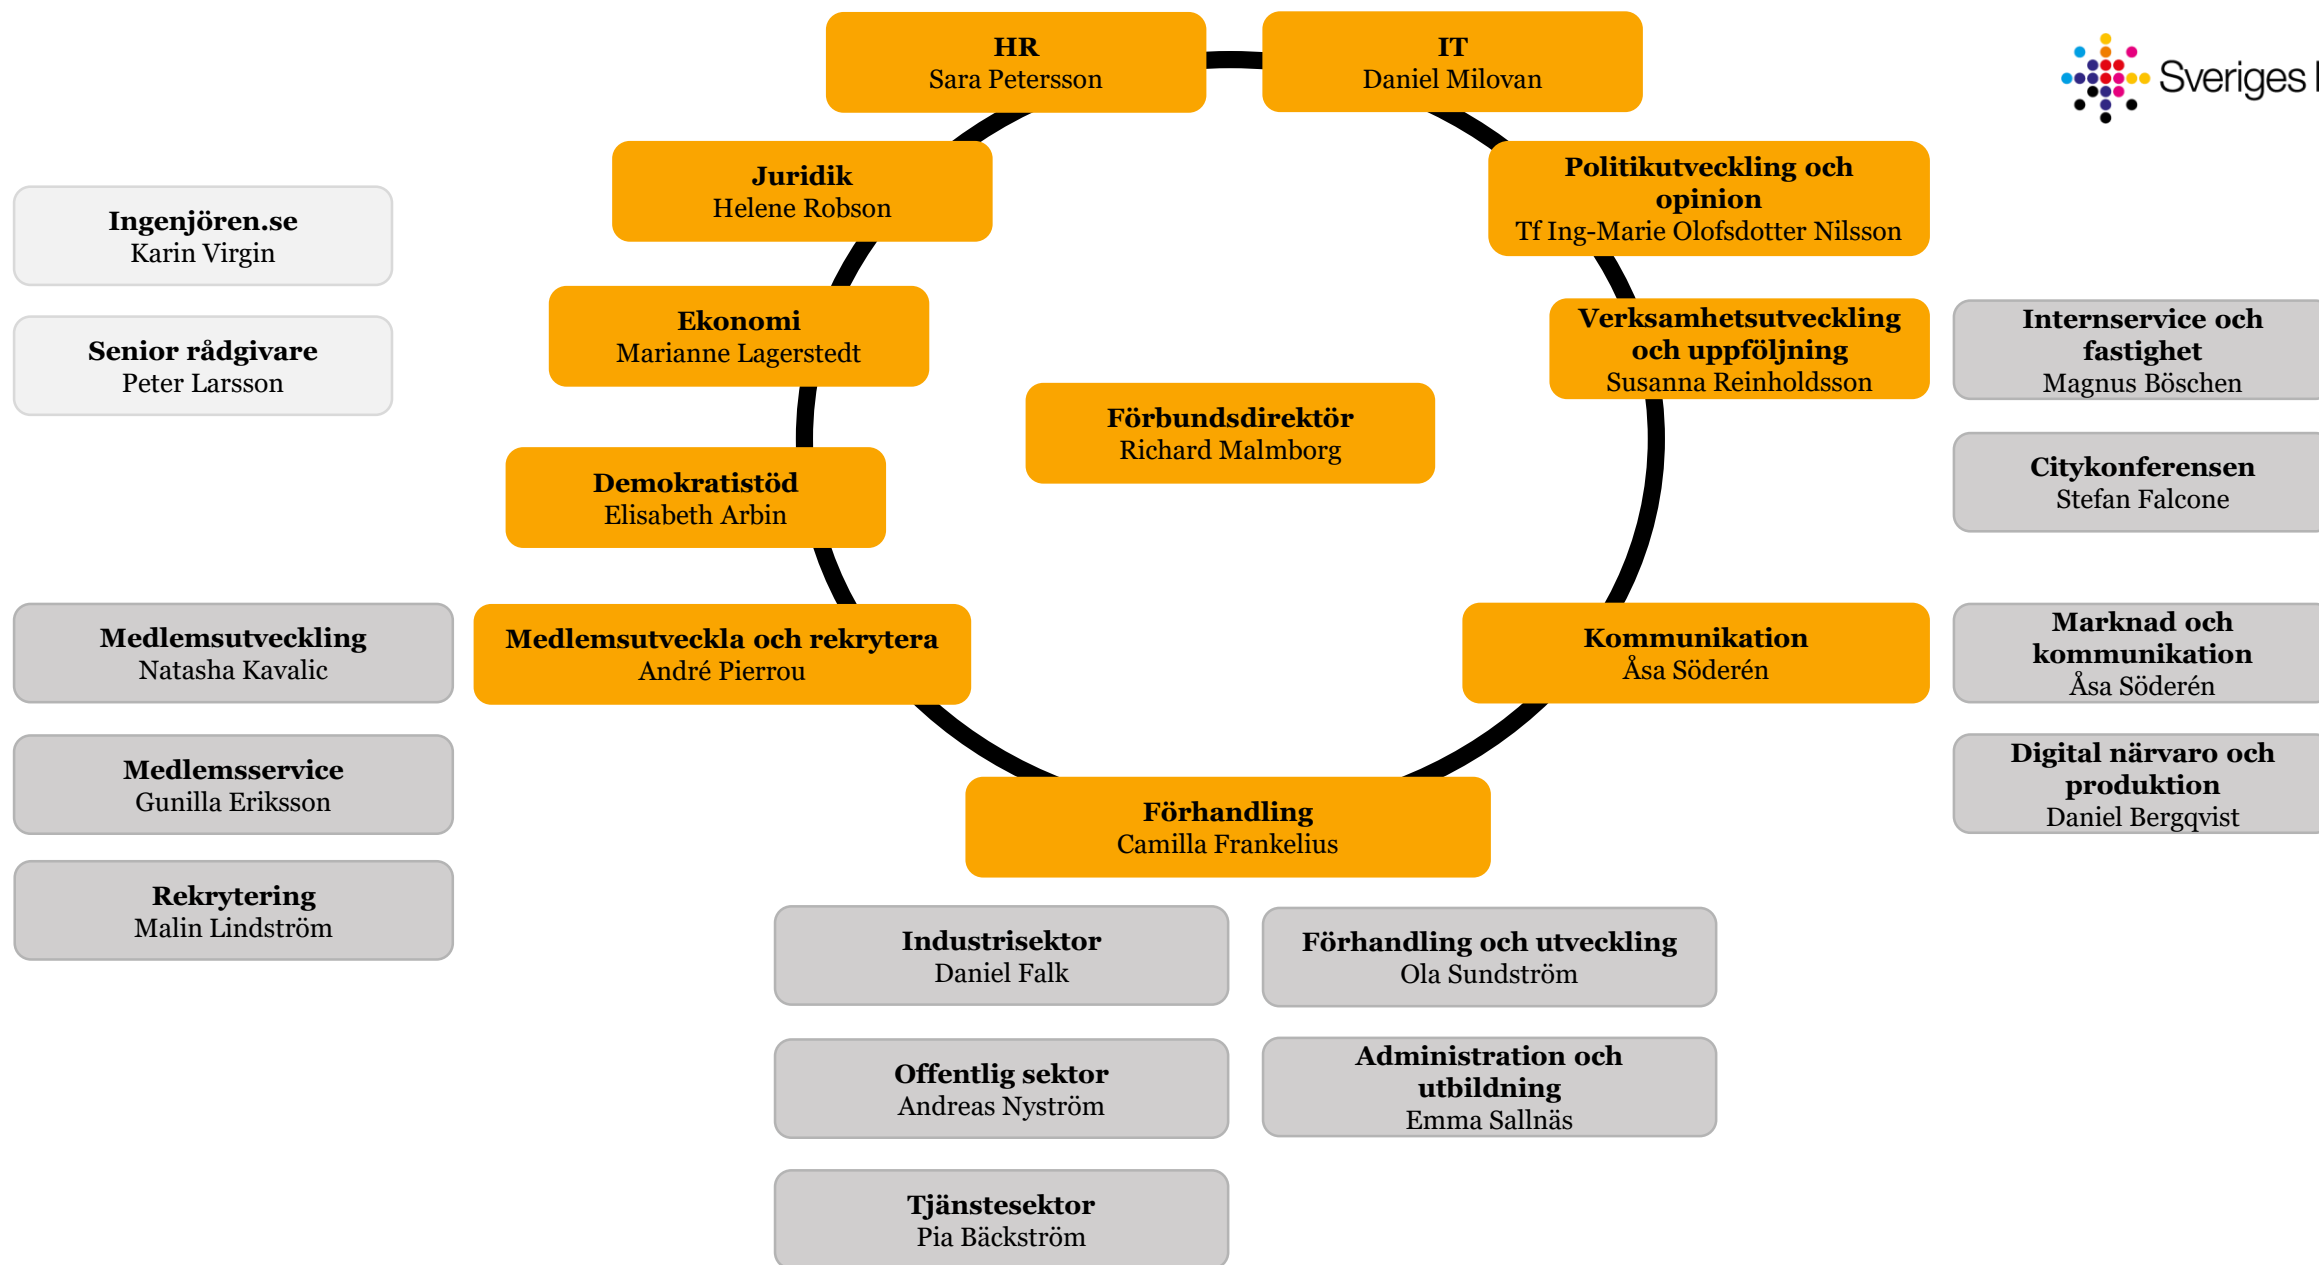 HR
Sara Petersson
IT
Daniel Milovan
Sveriges
Juridik
Helene Robson
Politikutveckling och
opinion
Tf Ing-Marie Olofsdotter Nilsson
Ingenjören.se
Karin Virgin
Senior rådgivare
Peter Larsson
Ekonomi
Marianne Lagerstedt
Verksamhetsutveckling
och uppföljning
Susanna Reinholdsson
Internservice och
fastighet
Magnus Böschen
Förbundsdirektör
Richard Malmborg
Citykonferensen
Stefan Falcone
Demokratistöd
Elisabeth Arbin
Medlemsutveckling
Natasha Kavalic
Medlemsutveckla och rekrytera
André Pierrou
Kommunikation
Åsa Söderén
Marknad och
kommunikation
Åsa Söderén
Medlemsservice
Gunilla Eriksson
Digital närvaro och
produktion
Daniel Bergqvist
Förhandling
Camilla Frankelius
Rekrytering
Malin Lindström
Industrisektor
Daniel Falk
Förhandling och utveckling
Ola Sundström
Offentlig sektor
Andreas Nyström
Administration och
utbildning
Emma Sallnäs
Tjänstesektor
Pia Bäckström